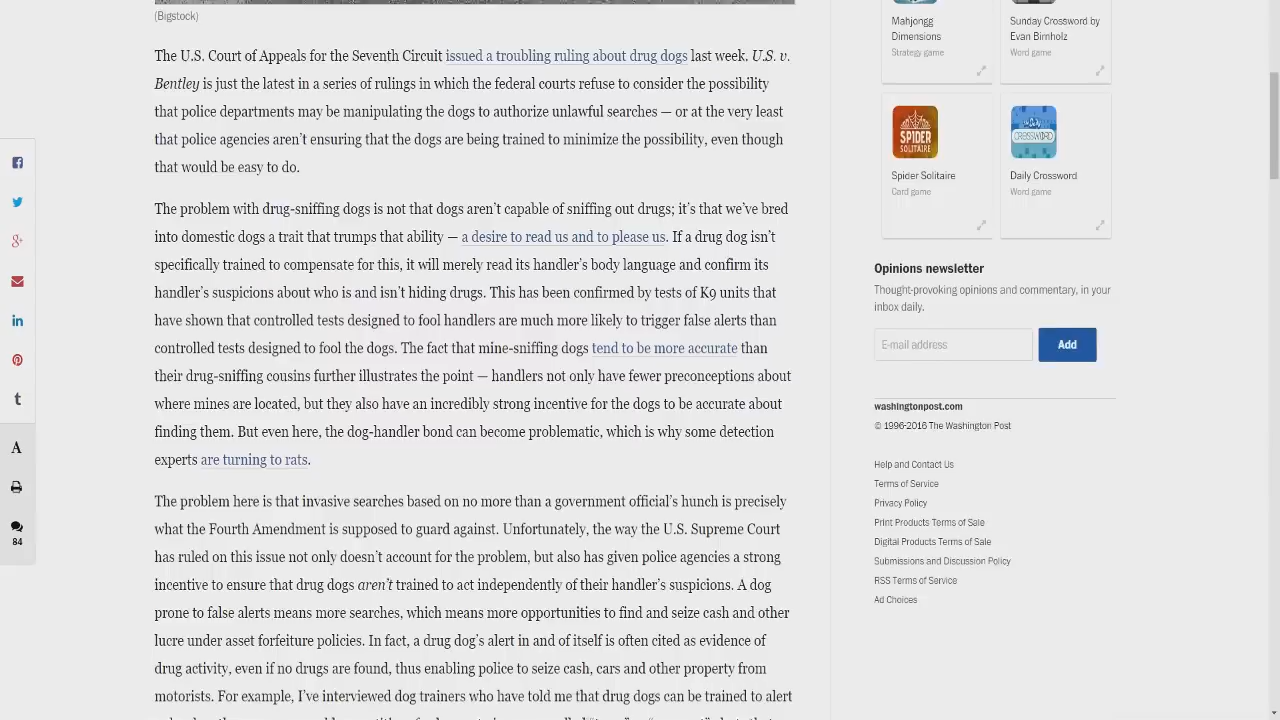 (Bigstock)
The U.S. Court of Appeals for the Seventh Circuit issued a troubling ruling about drug dogs last week. U.S. v.
Bentley is just the latest in a series of rulings in which the federal courts refuse to consider the possibility
that police departments may be manipulating the dogs to authorize unlawful searches — or at the very least
that police agencies aren't ensuring that the dogs are being trained to minimize the possibility, even though
that would be easy to do.
The problem with drug-sniffing dogs is not that dogs aren't capable of sniffing out drugs; it's that we've bred
into domestic dogs a trait that trumps that ability — a desire to read us and to please us. If a drug dog isn't
specifically trained to compensate for this, it will merely read its handler's body language and confirm its
handler's suspicions about who is and isn't hiding drugs. This has been confirmed by tests of K9 units that
have shown that controlled tests designed to fool handlers are much more likely to trigger false alerts than
controlled tests designed to fool the dogs. The fact that mine-sniffing dogs tend to be more accurate than
their drug-sniffing cousins further illustrates the point — handlers not only have fewer preconceptions about
where mines are located, but they also have an incredibly strong incentive for the dogs to be accurate about
finding them. But even here, the dog-handler bond can become problematic, which is why some detection
experts are turning to rats.
The problem here is that invasive searches based on no more than a government official's hunch is precisely
what the Fourth Amendment is supposed to guard against. Unfortunately, the way the U.S. Supreme Court
has ruled on this issue not only doesn't account for the problem, but also has given police agencies a strong
incentive to ensure that drug dogs aren't trained to act independently of their handler's suspicions. A dog
prone to false alerts means more searches, which means more opportunities to find and seize cash and other
lucre under asset forfeiture policies. In fact, a drug dog's alert in and of itself is often cited as evidence of
drug activity, even if no drugs are found, thus enabling police to seize cash, cars and other property from
motorists. For example, I've interviewed dog trainers who have told me that drug dogs can be trained to alert
A
84
Mahjongg
Dimensions
Strategy game
Sunday Crossword by
Evan Birnholz
Word game
SPIDER
SOLITAIRE
Spider Solitaire
Card game
CROSSWORD
Daily Crossword
Word game
Opinions newsletter
Thought-provoking opinions and commentary, in your
inbox daily.
E-mail address
Add
washingtonpost.com
© 1996-2016 The Washington Post
Help and Contact Us
Terms of Service
Privacy Policy
Print Products Terms of Sale
Digital Products Terms of Sale
Submissions and Discussion Policy
RSS Terms of Service
Ad Choices